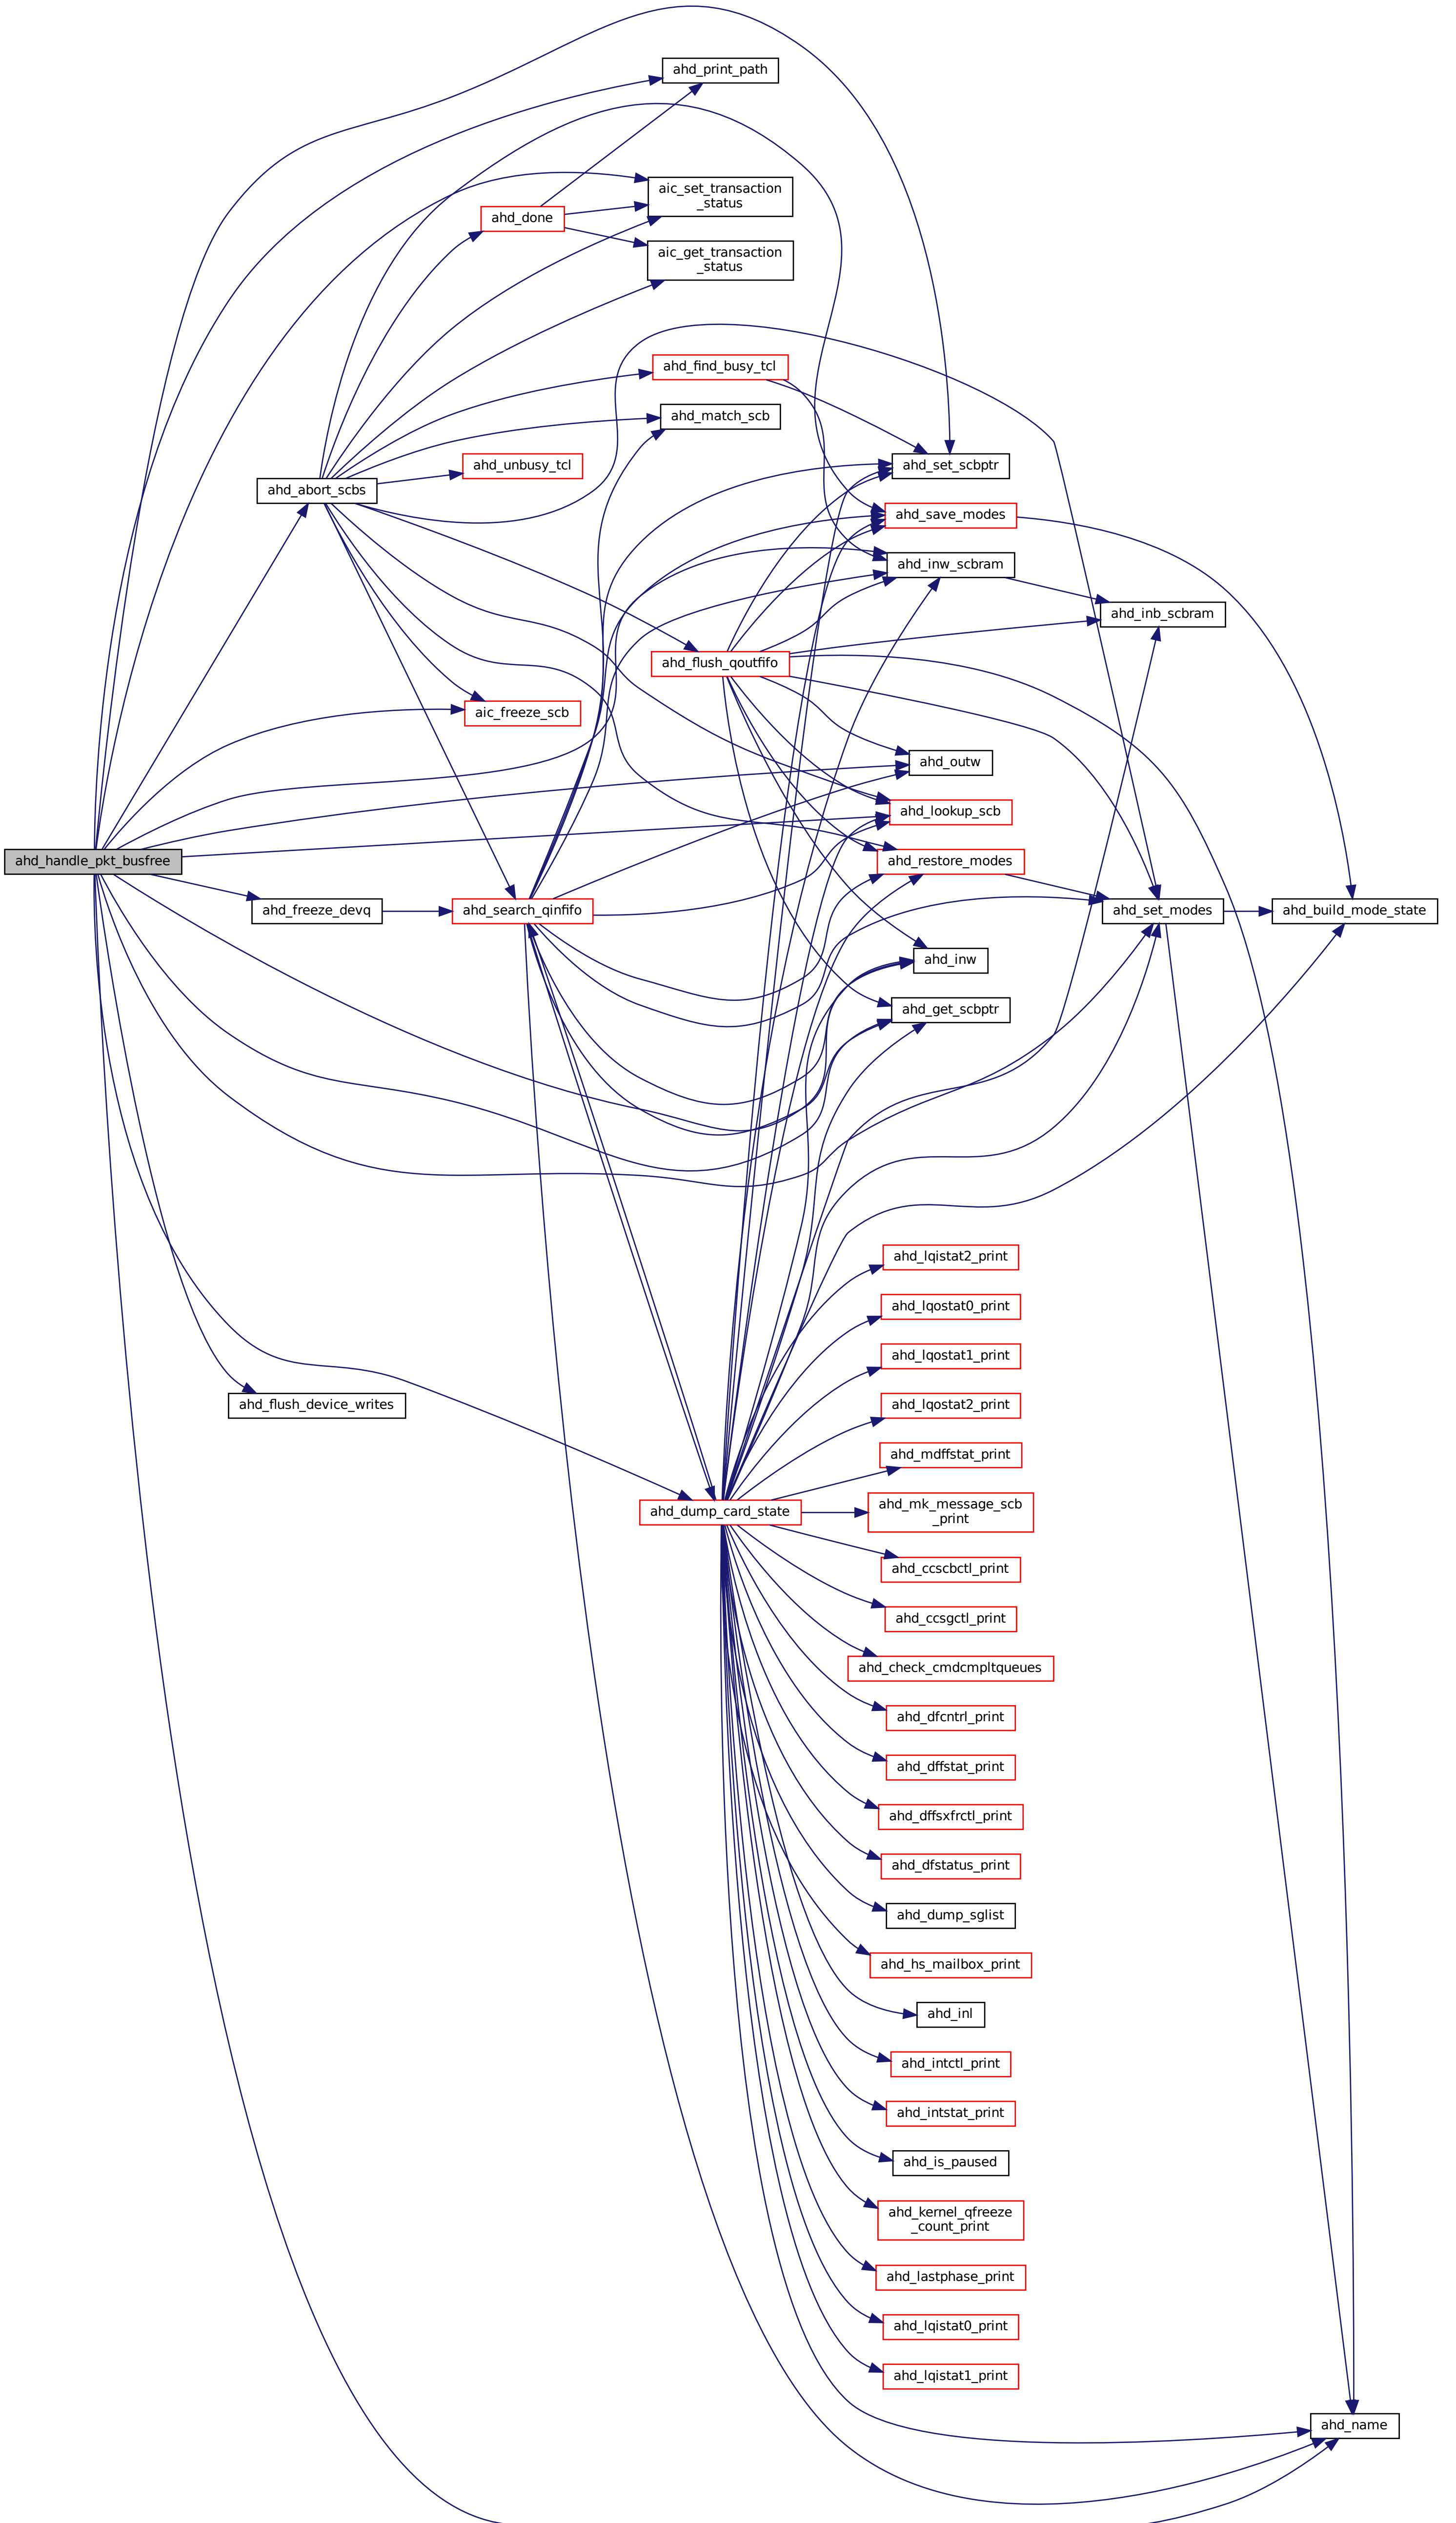 ahd_print_path
aic_set_transaction
_status
ahd_done
aic_get_transaction
_status
ahd_find_busy_tcl
ahd_match_scb
ahd_unbusy_tcl
ahd_set_scbptr
ahd_abort_scbs
ahd_save_modes
ahd_inw_scbram
ahd_inb_scbram
ahd_flush_qoutfifo
aic_freeze_scb
ahd_outw
ahd_lookup_scb
ahd_handle_pkt_busfree
ahd_restore_modes
ahd_freeze_devq
ahd_search_qinfifo
ahd_set_modes
ahd_build_mode_state
ahd_inw
ahd_get_scbptr
ahd_lqistat2_print
ahd_lqostat0_print
ahd_lqostat1_print
ahd_flush_device_writes
ahd_lqostat2_print
ahd_mdffstat_print
ahd_dump_card_state
ahd_mk_message_scb
_print
ahd_ccscbctl_print
ahd_ccsgctl_print
ahd_check_cmdcmpltqueues
ahd_dfcntrl_print
ahd_dffstat_print
ahd_dffsxfrctl_print
ahd_dfstatus_print
ahd_dump_sglist
ahd_hs_mailbox_print
ahd_inl
ahd_intctl_print
ahd_intstat_print
ahd_is_paused
ahd_kernel_qfreeze
_count_print
ahd_lastphase_print
ahd_lqistat0_print
ahd_lqistat1_print
ahd_name